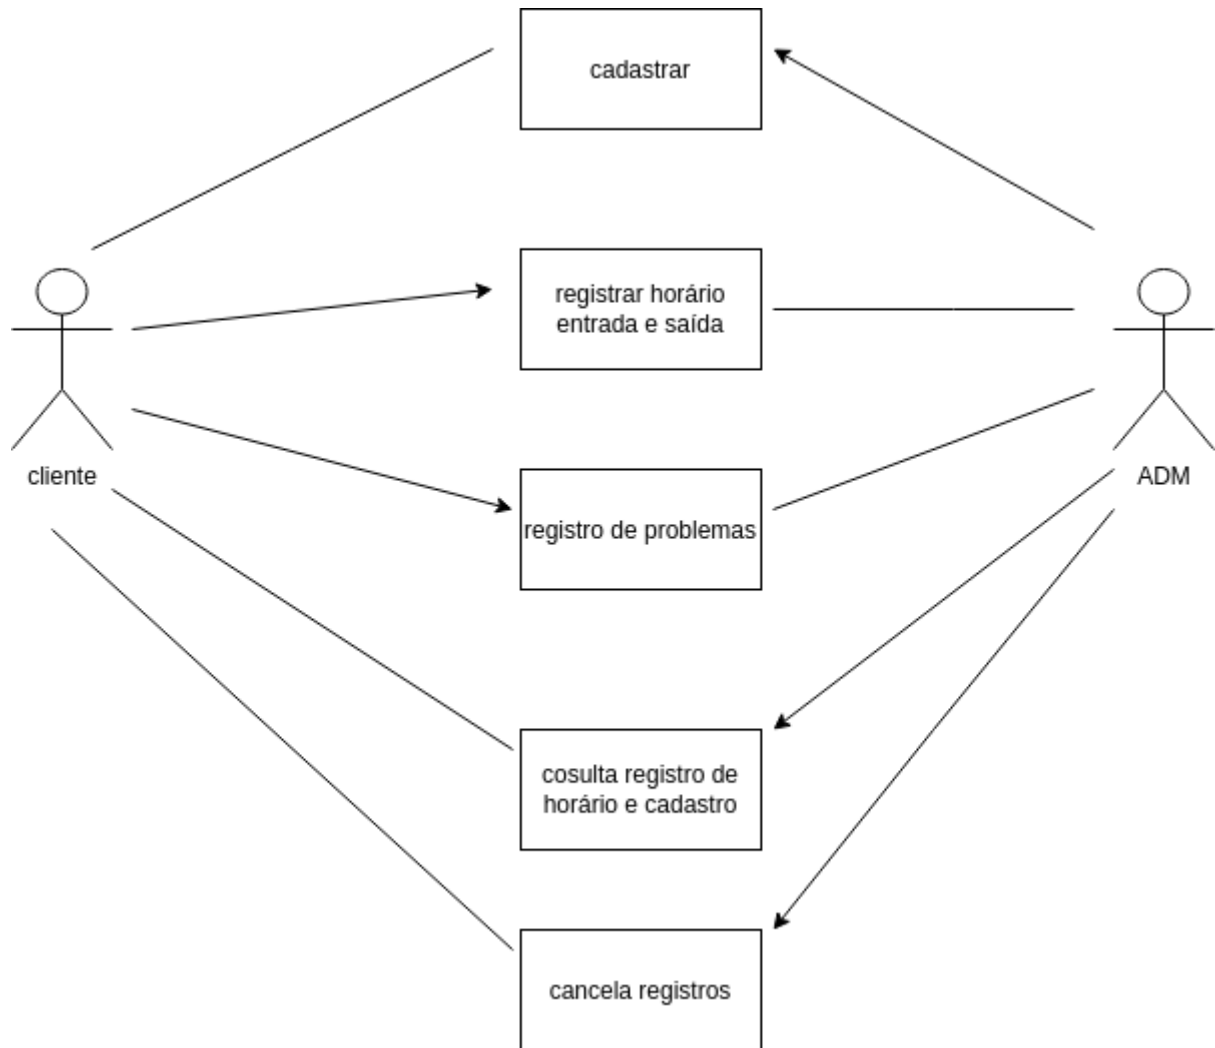 cadastrar
registrar horário
entrada e saída
cliente
ADM
registro de problemas
cosulta registro de
horário e cadastro
cancela registros